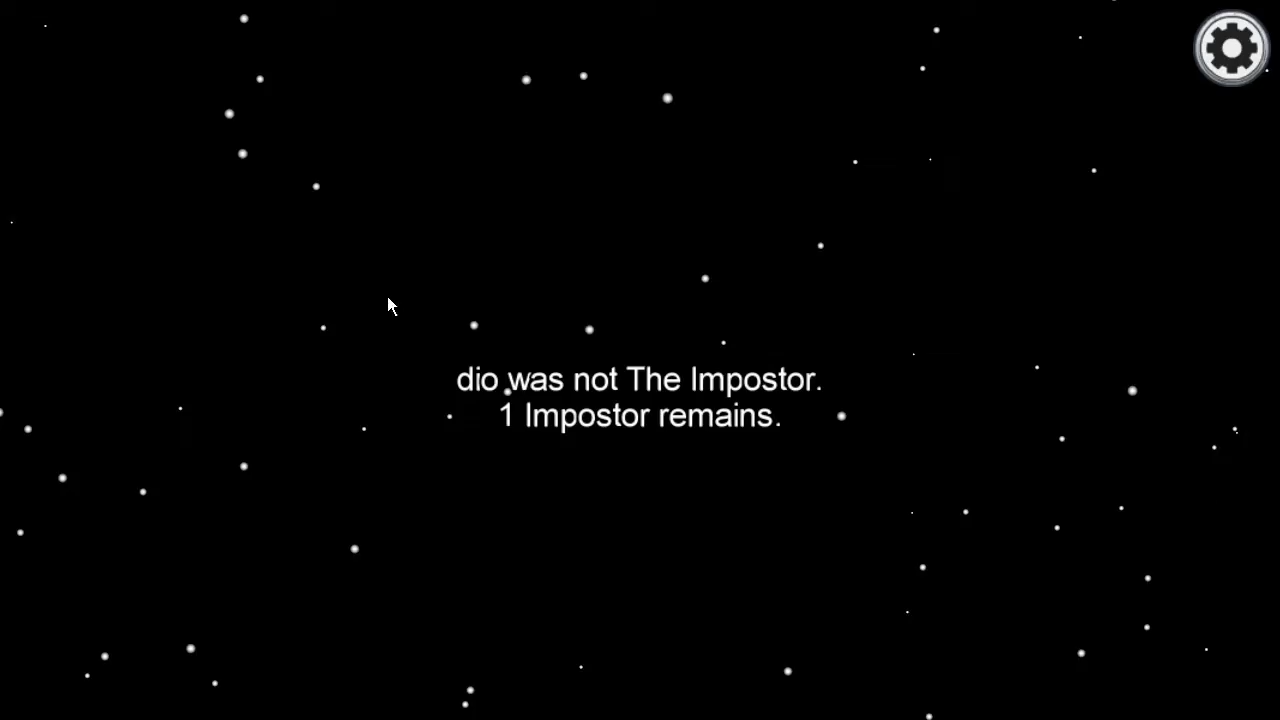 dio was not The Impostor.
1 Impostor remains.